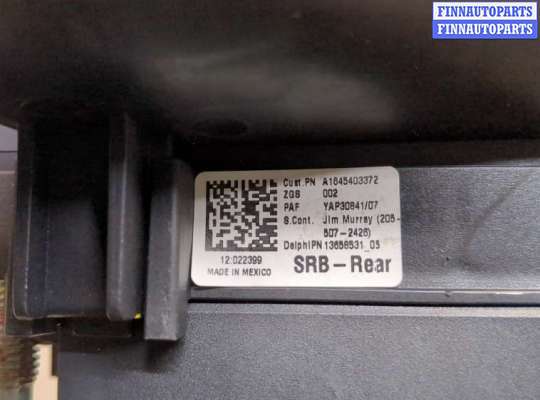 FINNAUTOPARTS
FINNAUTOPARTS
Cust.PN A1645403372
ZGS 002
PAF YAP30841/07
S.Cont. Jim Murray (205-
507-2426)
DelphiPN 13658531_05
12:022399
MADE IN MEXICO
SRB-Rear